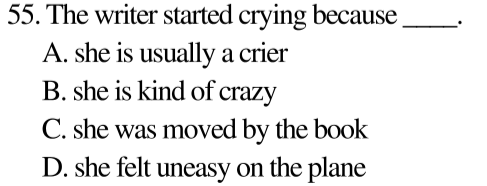 55. The writer started crying because _____.
A. she is usually a crier
B. she is kind of crazy
C. she was moved by the book
D. she felt uneasy on the plane